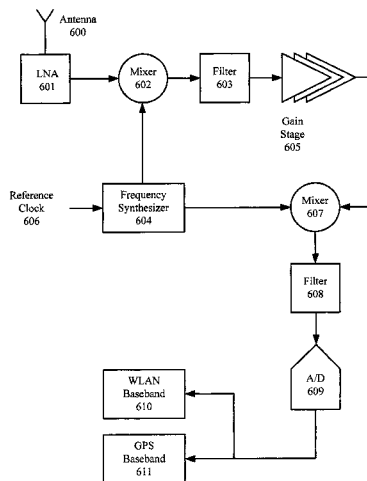 Antenna
600
LNA
601
Mixer
602
Filter
603
Gain
Stage
605
Reference
Clock
606
Frequency
Synthesizer
604
Mixer
607
Filter
608
A/D
609
WLAN
Baseband
610
GPS
Baseband
611